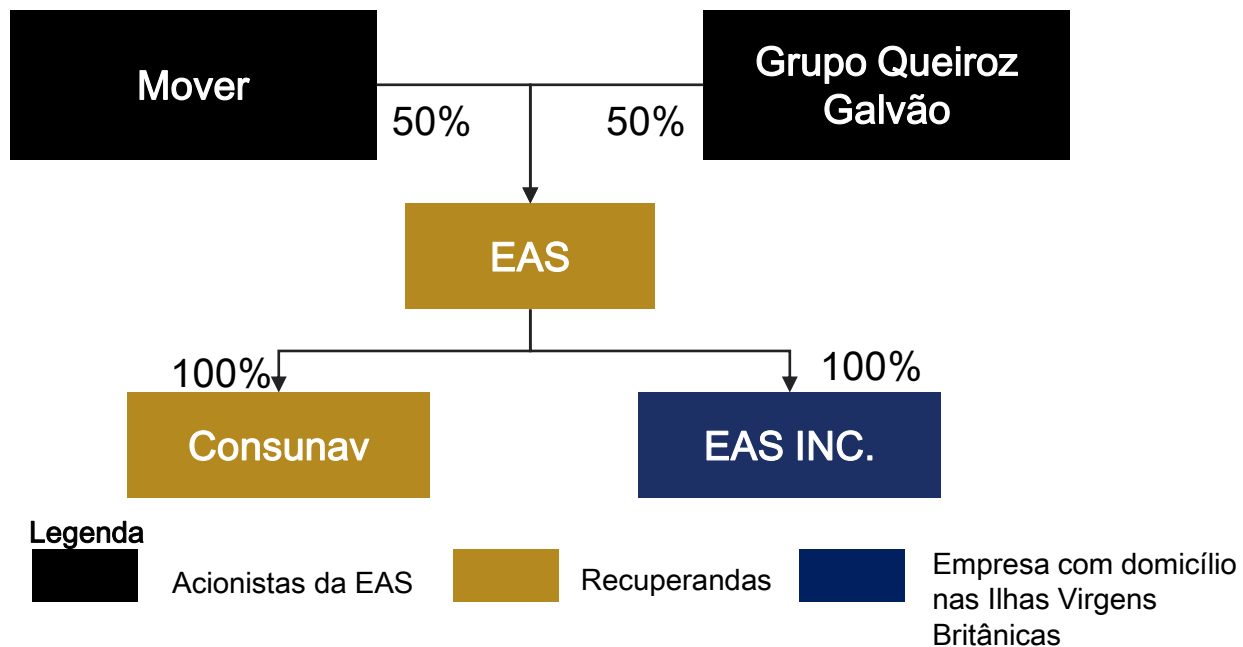 Mover
Grupo Queiroz
Galvão
50%
50%
EAS
100%
100%
Consunav
EAS INC.
Legenda
Acionistas da EAS
Recuperandas
Empresa com domicílio
nas Ilhas Virgens
Britânicas